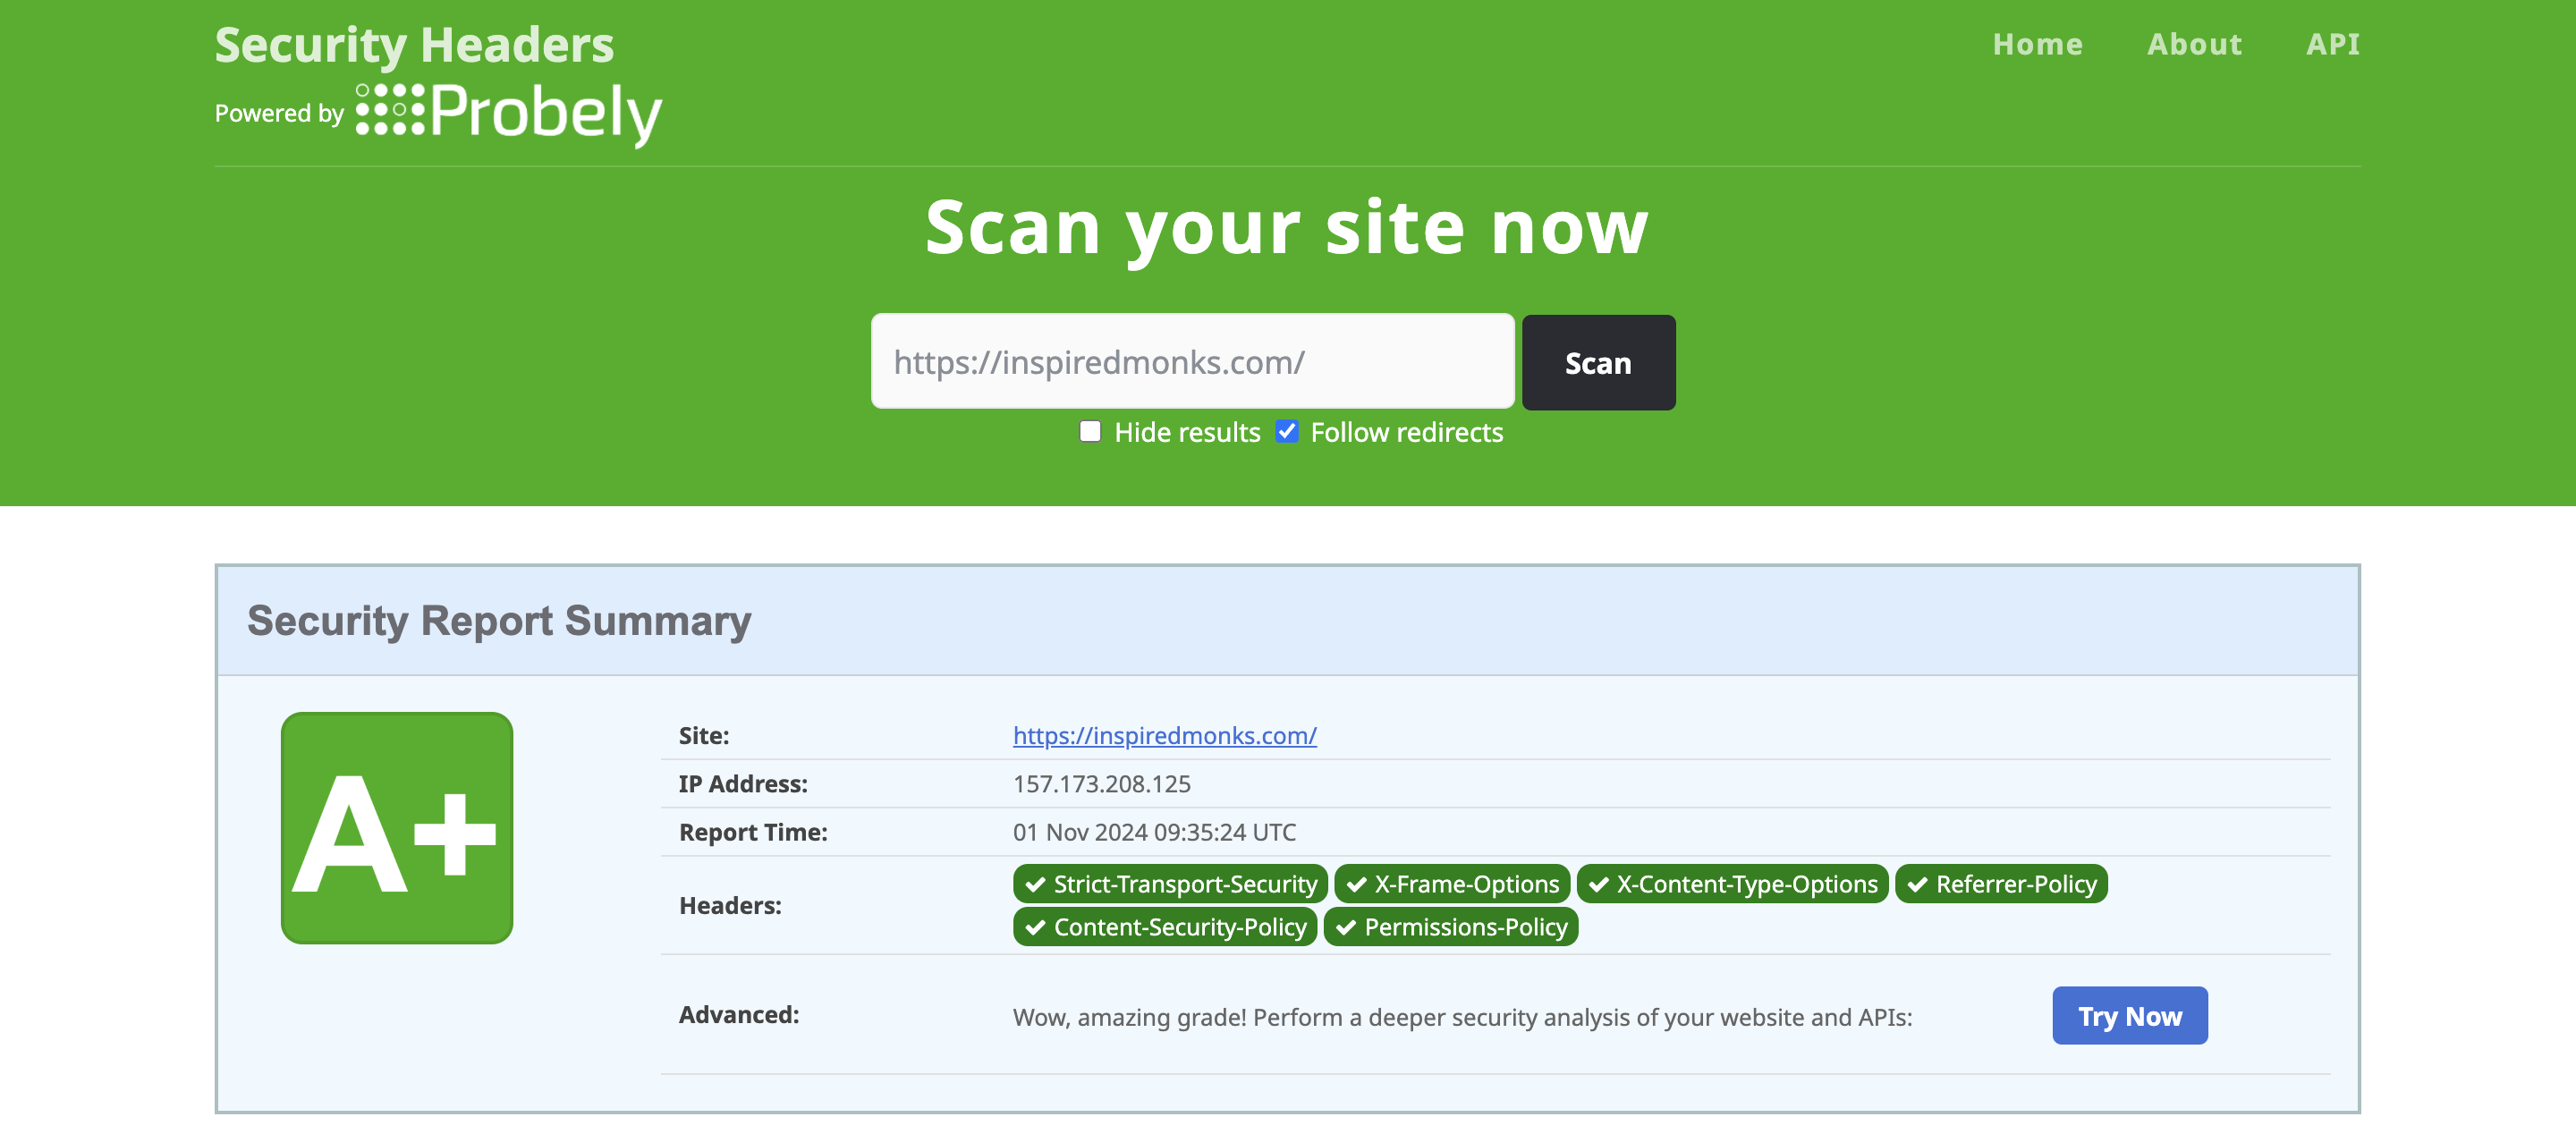 Security Headers
Home About API
Powered by Probely
Scan your site now
https://inspiredmonks.com/ Scan
Hide results Follow redirects
Security Report Summary
A+
Site: https://inspiredmonks.com/
IP Address: 157.173.208.125
Report Time: 01 Nov 2024 09:35:24 UTC
Headers: Strict-Transport-Security X-Frame-Options X-Content-Type-Options Referrer-Policy
Content-Security-Policy Permissions-Policy
Advanced: Wow, amazing grade! Perform a deeper security analysis of your website and APIs: Try Now